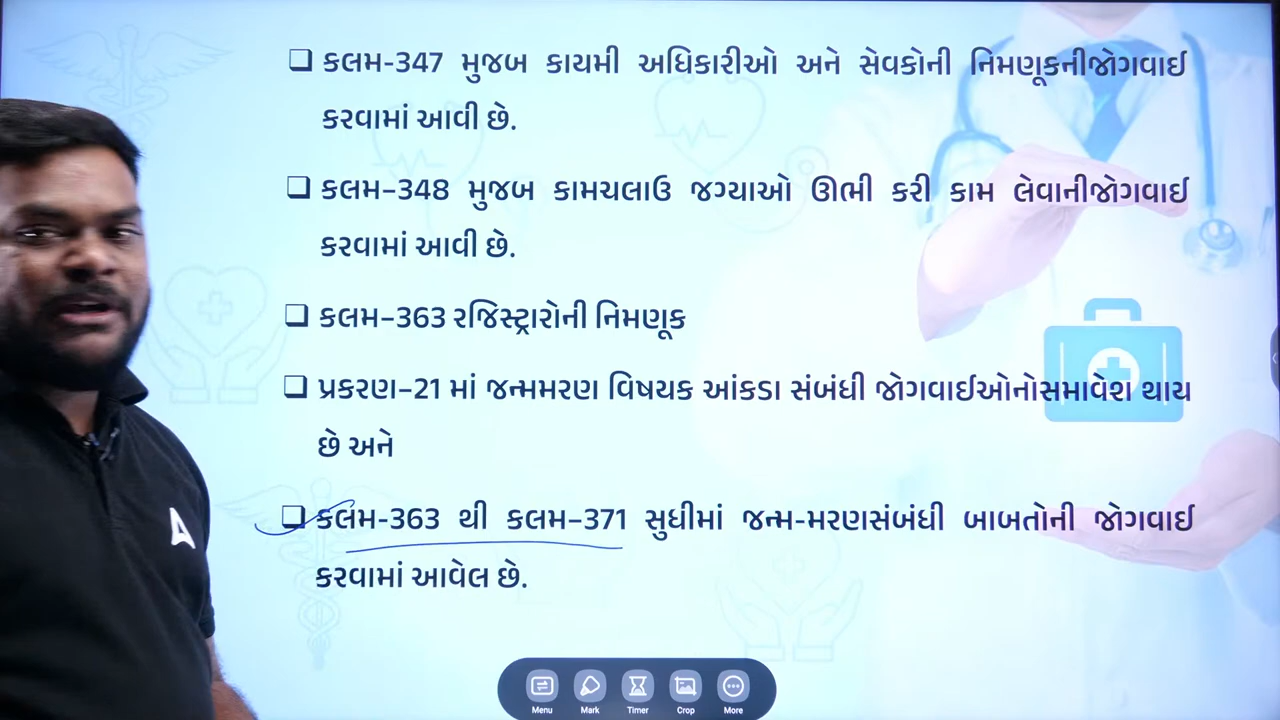 ❑ કલમ-347 મુજબ કાયમી અધિકારીઓ અને સેવકોની નિમણૂકનીજોગવાઈ
કરવામાં આવી છે.
❑ કલમ–348 મુજબ કામચલાઉ જગ્યાઓ ઊભી કરી કામ લેવાનીજોગવાઈ
કરવામાં આવી છે.
❑ કલમ–363 રજિસ્ટ્રારોની નિમણૂક
❑ પ્રકરણ–21 માં જન્મમરણ વિષયક આંકડા સંબંધી જોગવાઈઓનોસમાવેશ થાય
છે અને
❑ કલમ-363 થી કલમ–371 સુધીમાં જન્મ-મરણસંબંધી બાબતોની જોગવાઈ
કરવામાં આવેલ છે.
Menu Mark Timer Crop More